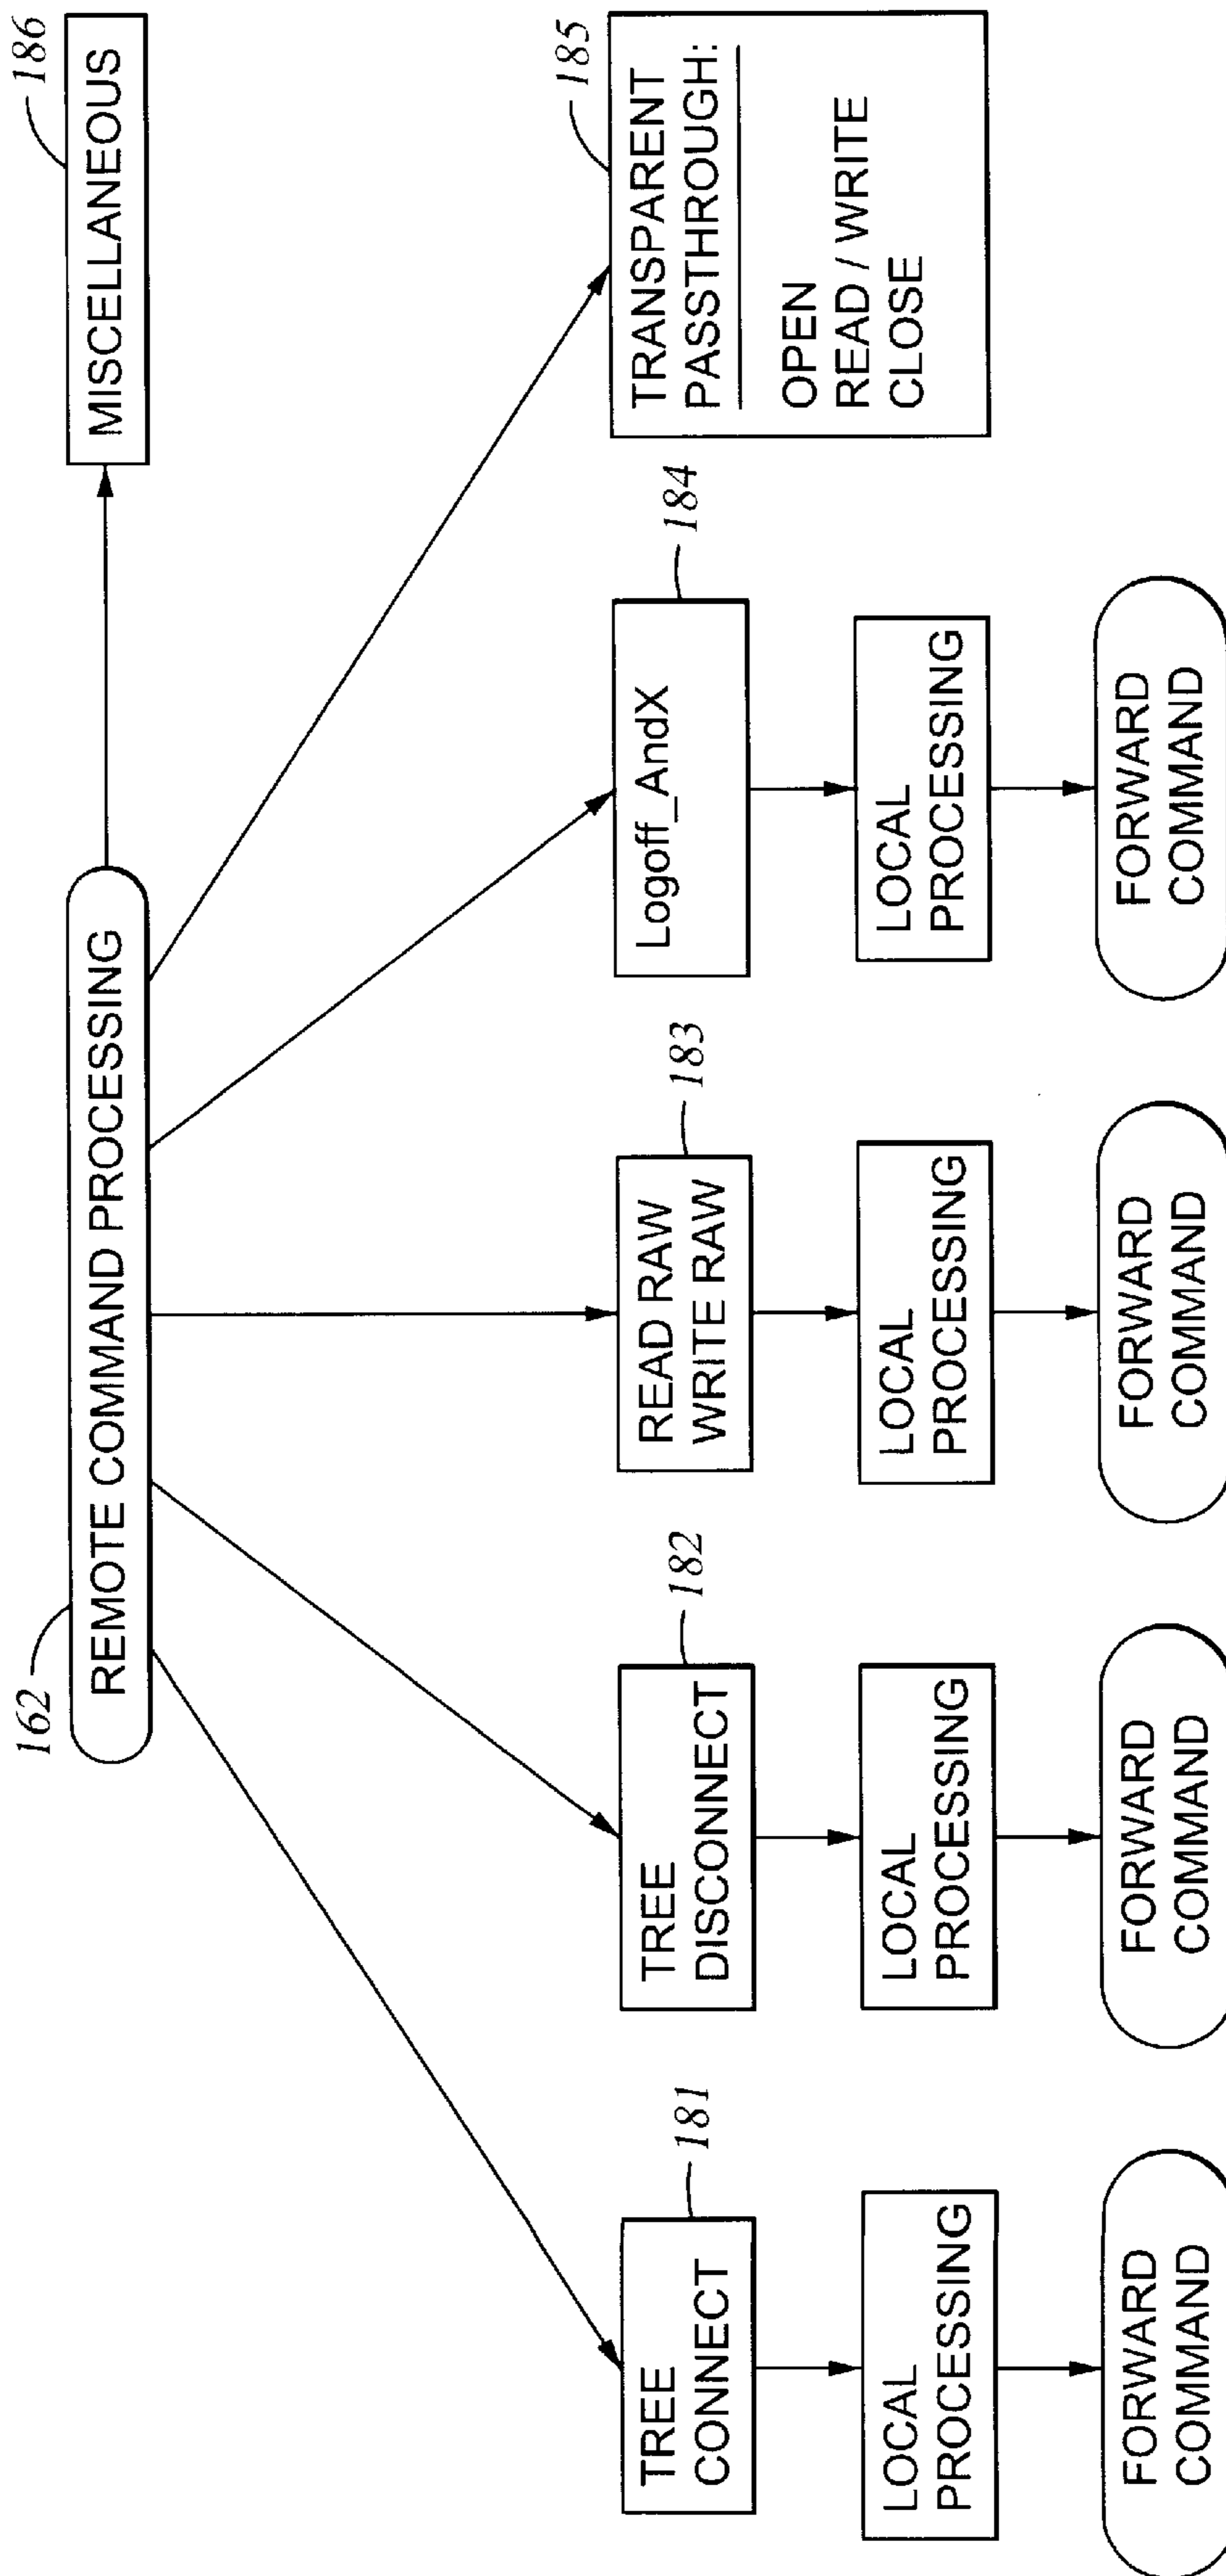 162
REMOTE COMMAND PROCESSING
186
MISCELLANEOUS
181
TREE
CONNECT
LOCAL
PROCESSING
FORWARD
COMMAND
182
TREE
DISCONNECT
LOCAL
PROCESSING
FORWARD
COMMAND
183
READ RAW
WRITE RAW
LOCAL
PROCESSING
FORWARD
COMMAND
184
Logoff_AndX
LOCAL
PROCESSING
FORWARD
COMMAND
185
TRANSPARENT
PASSTHROUGH:
OPEN
READ / WRITE
CLOSE